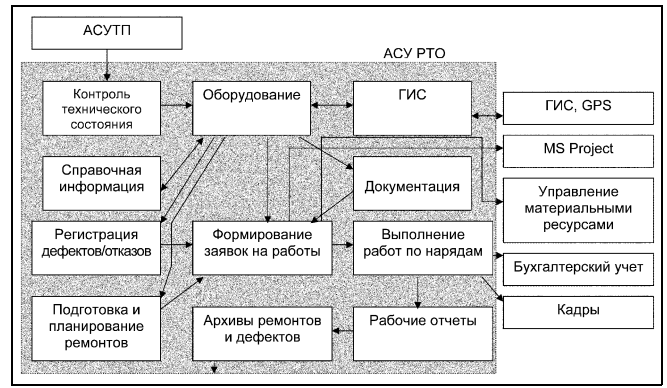 АСУТП
АСУ РТО
Контроль
технического
состояния
Оборудование
ГИС
ГИС, GPS
MS Project
Справочная
информация
Документация
Управление
материальными
ресурсами
Регистрация
дефектов/отказов
Формирование
заявок на работы
Выполнение
работ по нарядам
Бухгалтерский учет
Кадры
Подготовка и
планирование
ремонтов
Архивы ремонтов
и дефектов
Рабочие отчеты